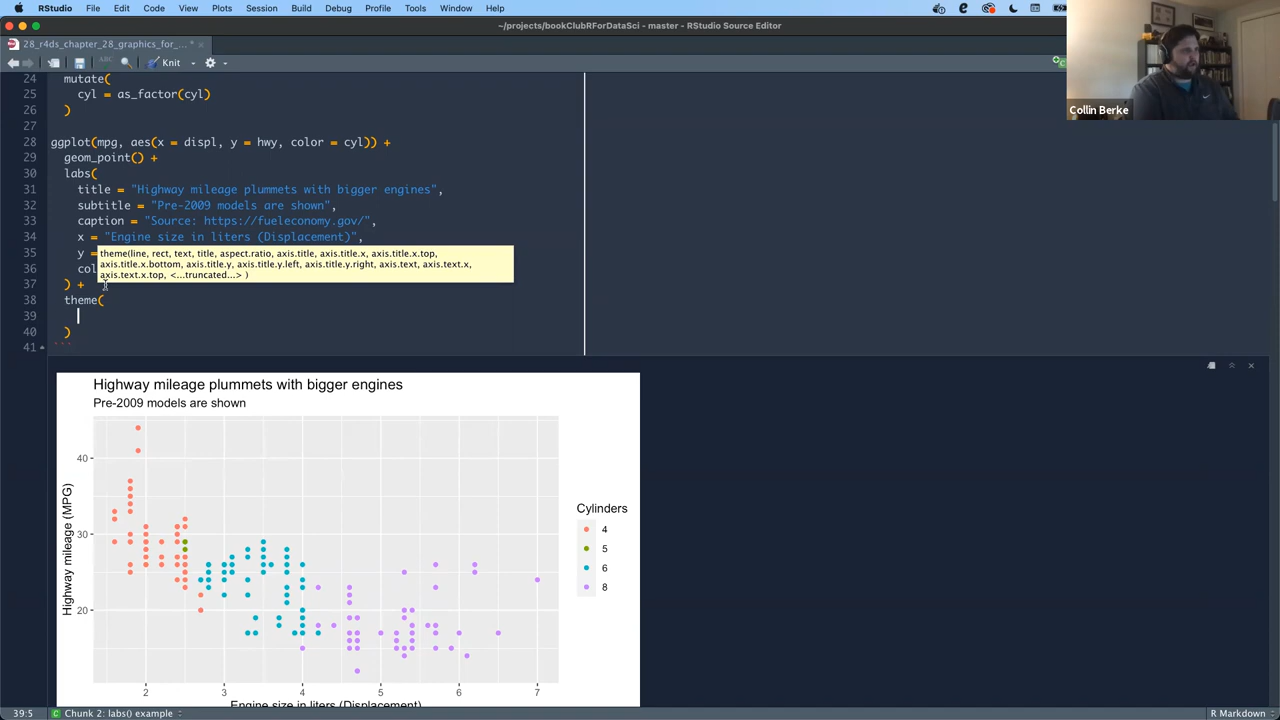 RStudio File Edit Code View Plots Session Build Debug Profile Tools Window Help
~/projects/bookClubRForDataSci - master - RStudio Source Editor
28_r4ds_chapter_28_graphics_for_...*
Knit
Collin Berke
24 mutate(
25 cyl = as_factor(cyl)
26 )
27
28 ggplot(mpg, aes(x = displ, y = hwy, color = cyl)) +
29 geom_point() +
30 labs(
31 title = "Highway mileage plummets with bigger engines",
32 subtitle = "Pre-2009 models are shown",
33 caption = "Source: https://fueleconomy.gov/",
34 x = "Engine size in liters (Displacement)",
35 y =
theme(line, rect, text, title, aspect.ratio, axis.title, axis.title.x, axis.title.x.top,
axis.title.x.bottom, axis.title.y, axis.title.y.left, axis.title.y.right, axis.text, axis.text.x,
axis.text.x.top, <...truncated...> )
36 col
37 ) +
38 theme(
39
40 )
41 ```
Highway mileage plummets with bigger engines
Pre-2009 models are shown
Highway mileage (MPG)
40
30
20
Cylinders
4
5
6
8
2 3 4 5 6 7
Engine size in liters (Displacement)
39:5 Chunk 2: labs() example R Markdown